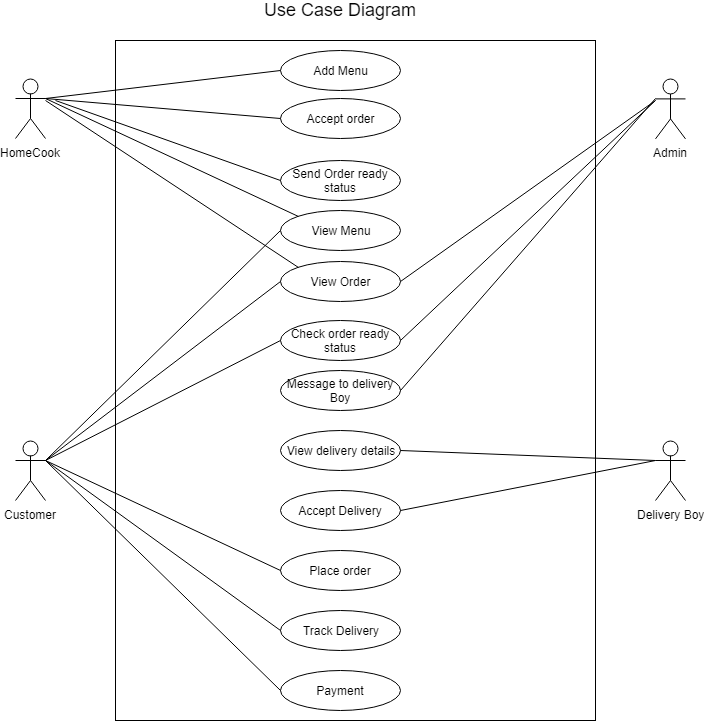 Use Case Diagram
Add Menu
HomeCook
Accept order
Admin
Send Order ready
status
View Menu
View Order
Check order ready
status
Message to delivery
Boy
View delivery details
Customer
Accept Delivery
Delivery Boy
Place order
Track Delivery
Payment